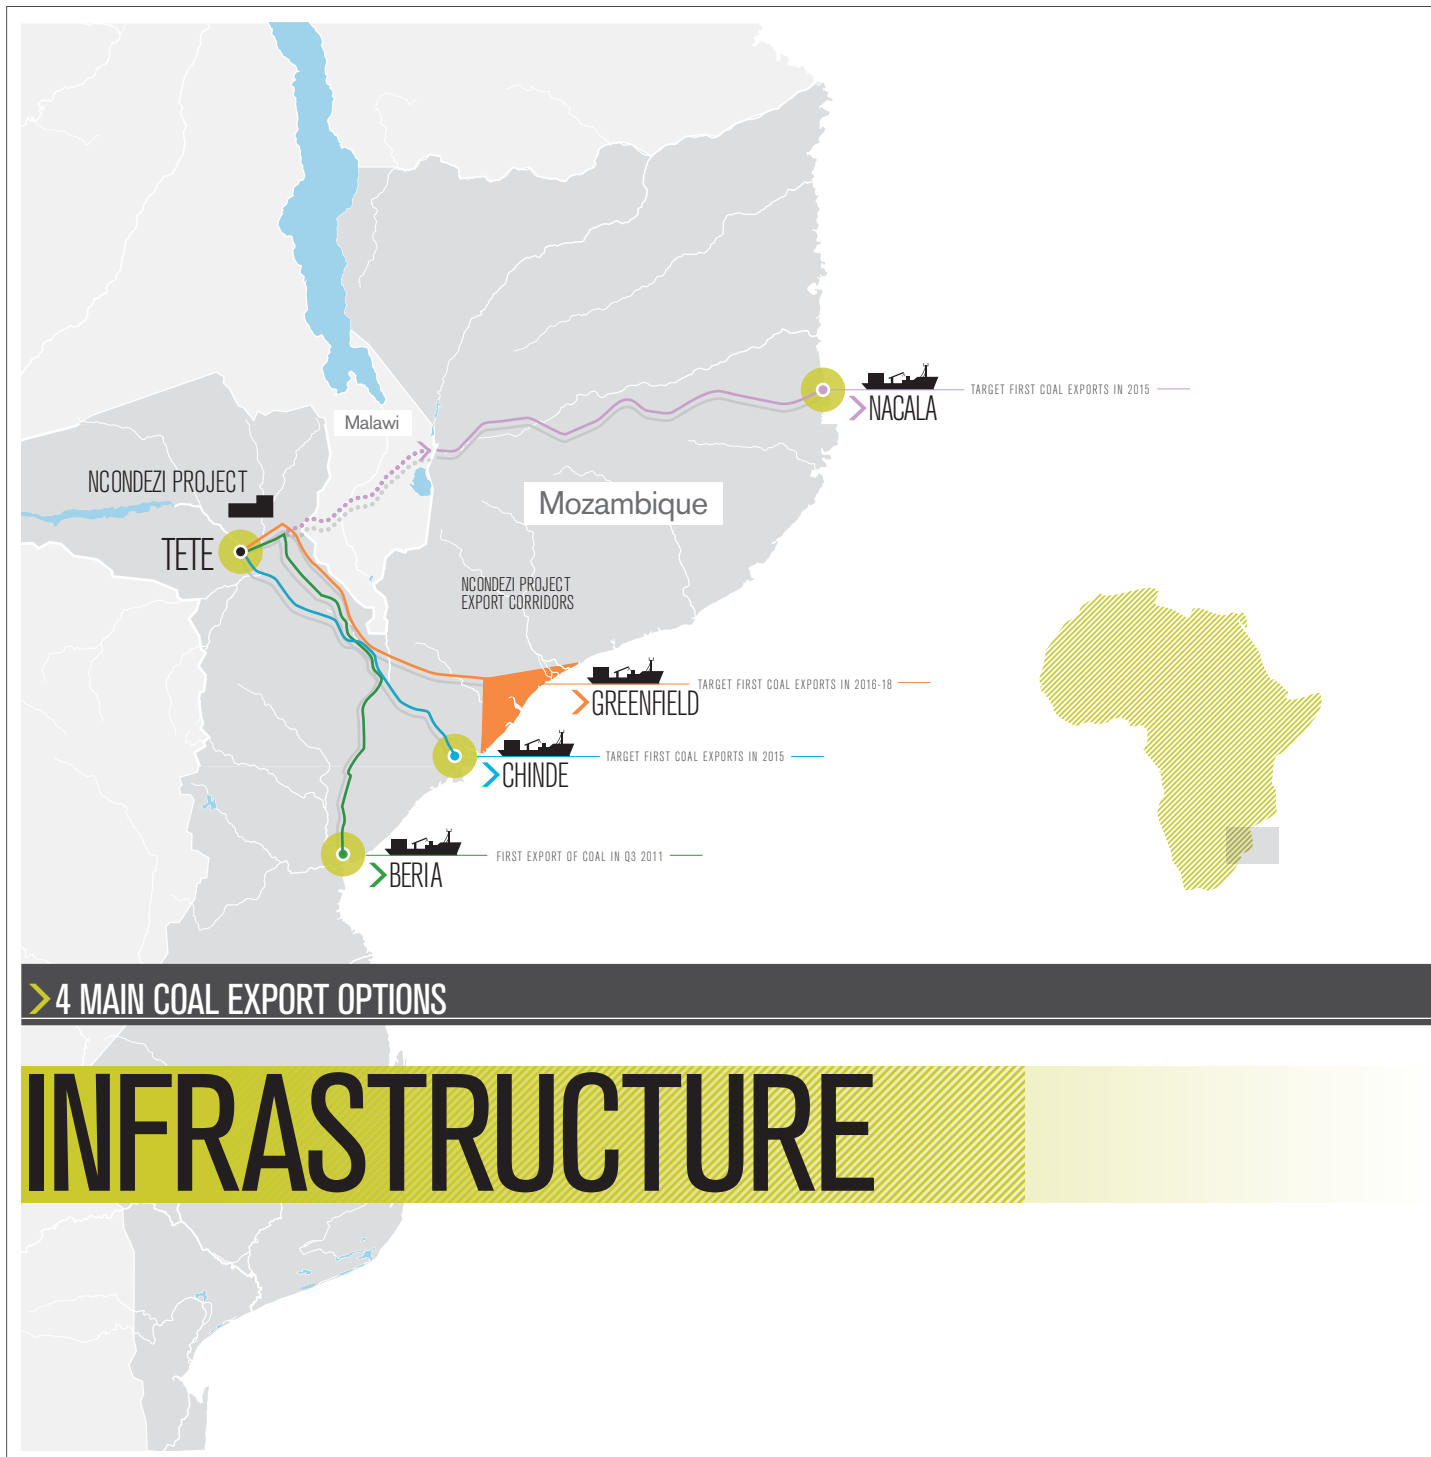 Malawi
NACALA
TARGET FIRST COAL EXPORTS IN 2015
NCONDEZI PROJECT
Mozambique
TETE
NCONDEZI PROJECT
EXPORT CORRIDORS
GREENFIELD
TARGET FIRST COAL EXPORTS IN 2016-18
CHINDE
TARGET FIRST COAL EXPORTS IN 2015
BERIA
FIRST EXPORT OF COAL IN Q3 2011
4 MAIN COAL EXPORT OPTIONS
INFRASTRUCTURE